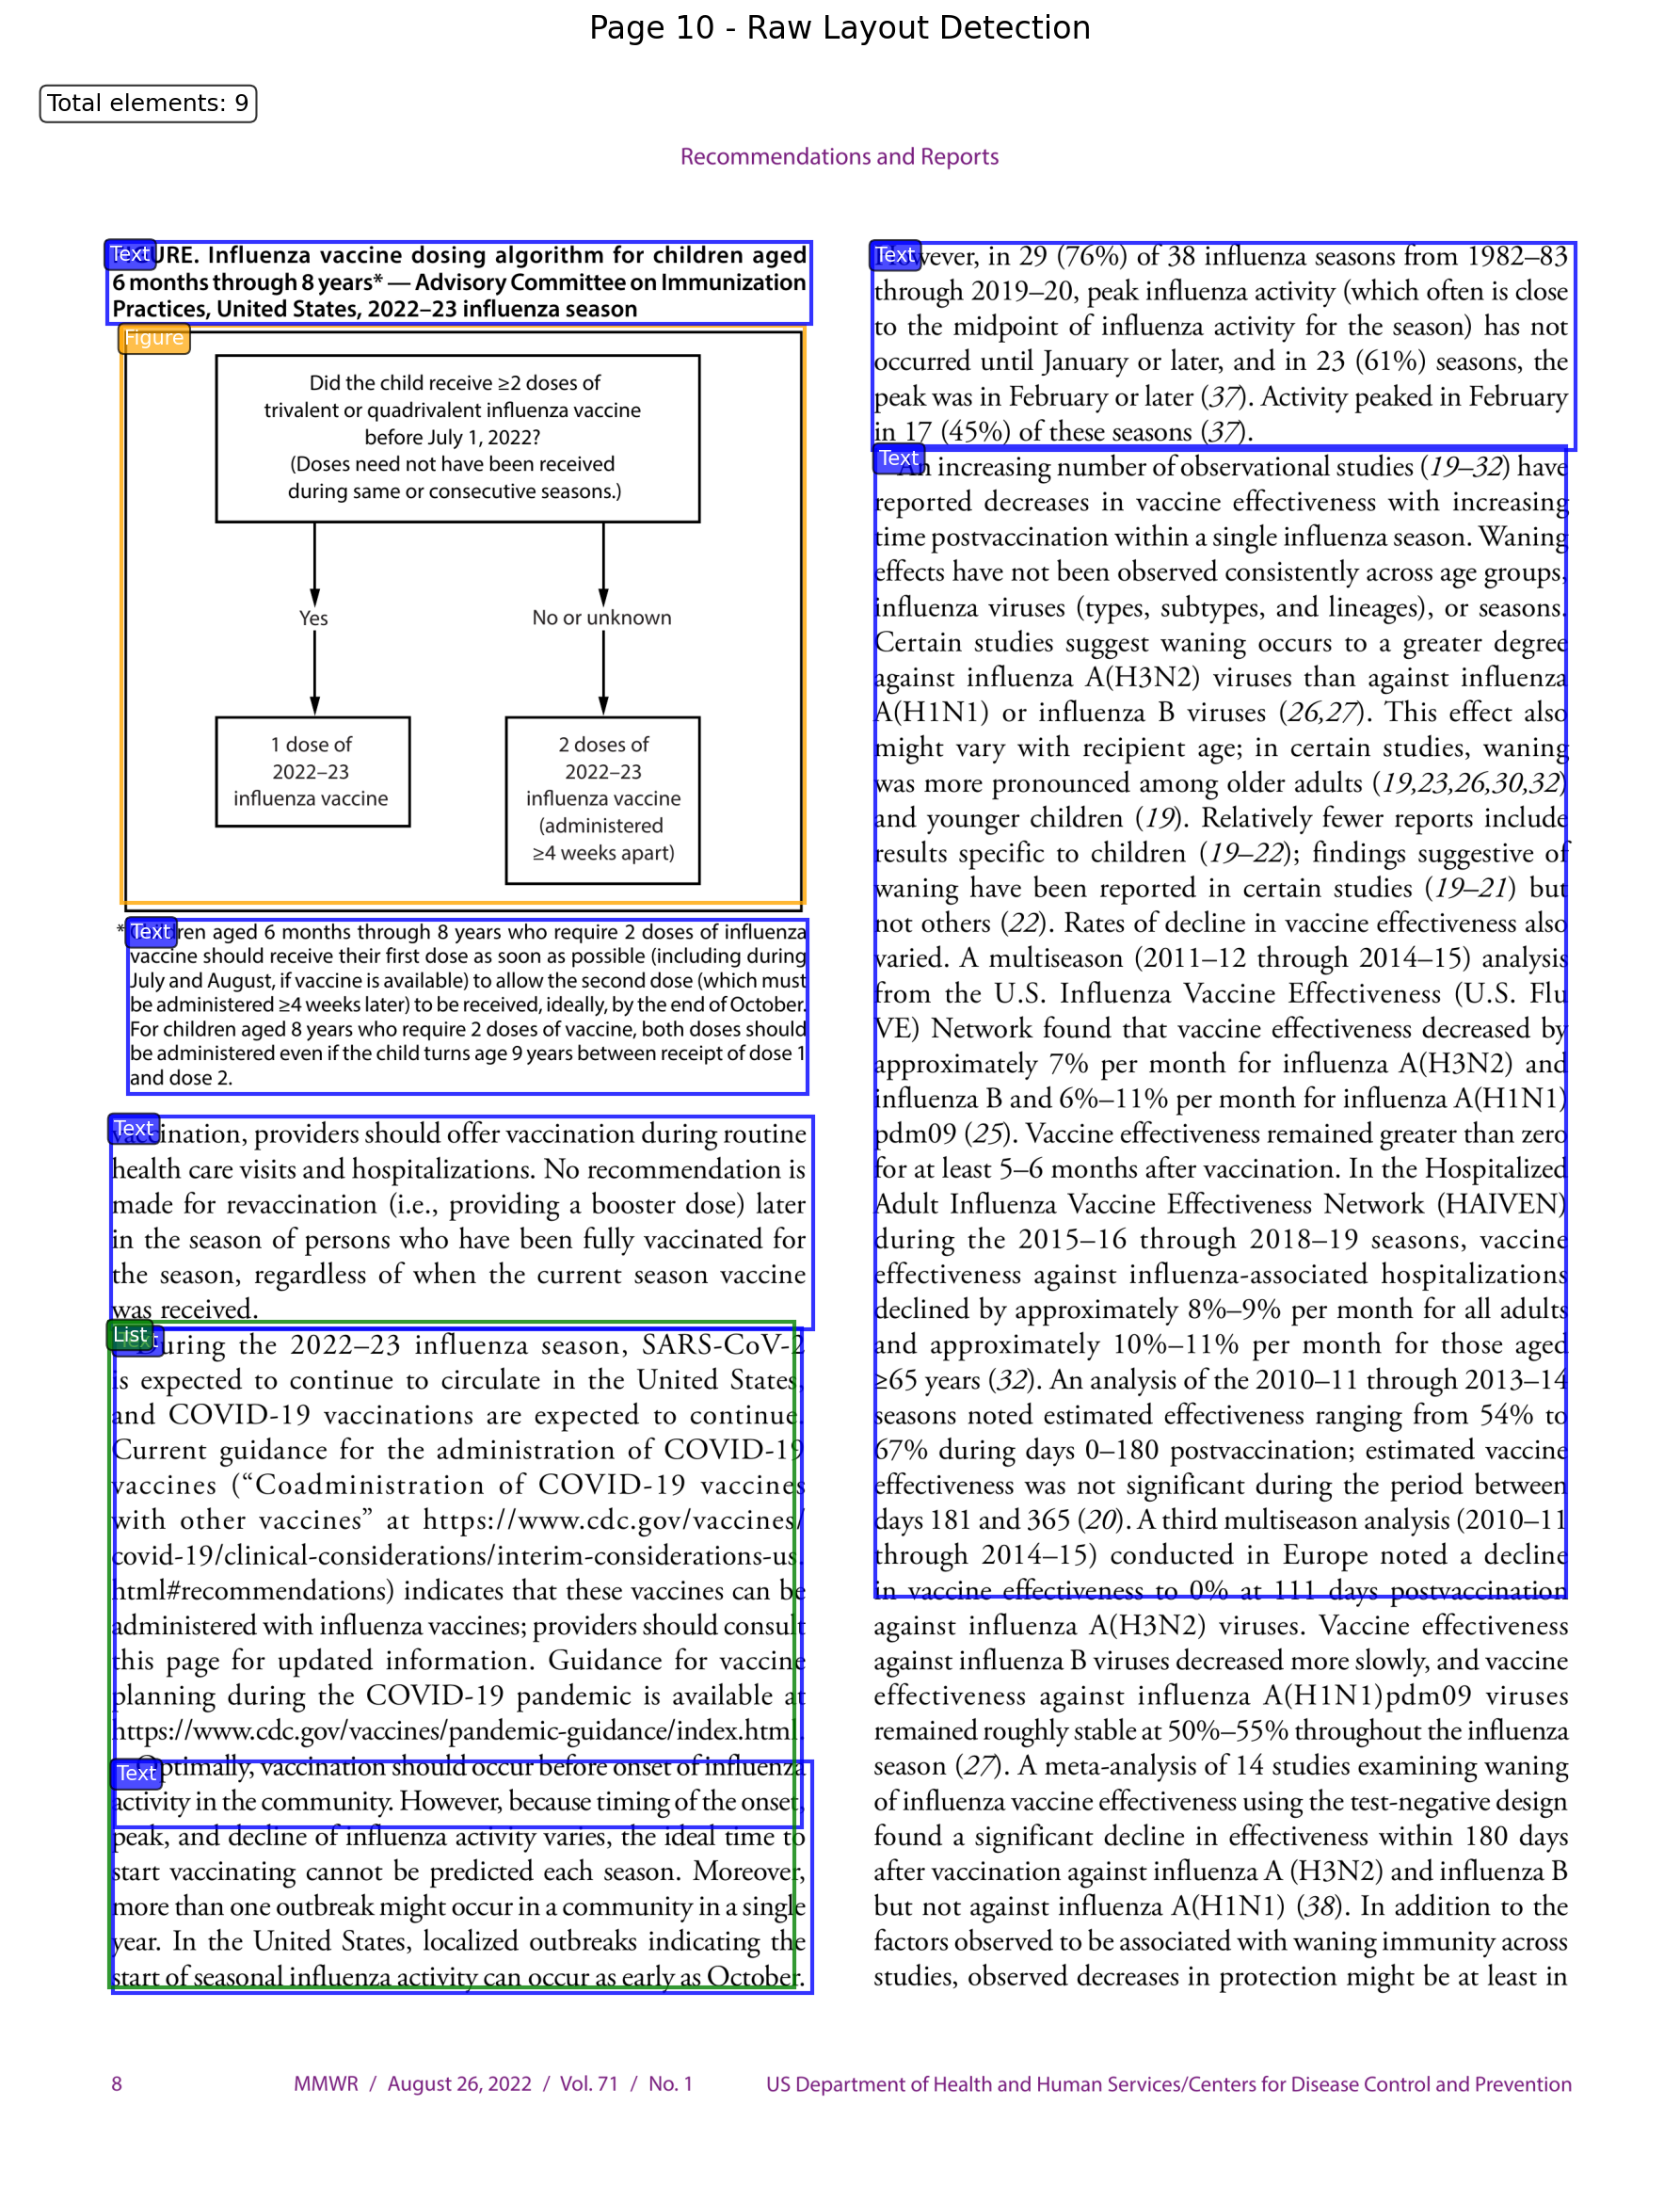 Page 10 - Raw Layout Detection
Total elements: 9
Recommendations and Reports
Text
URE. Influenza vaccine dosing algorithm for children aged
6 months through 8 years* — Advisory Committee on Immunization
Practices, United States, 2022–23 influenza season
Figure
Did the child receive ≥2 doses of
trivalent or quadrivalent influenza vaccine
before July 1, 2022?
(Doses need not have been received
during same or consecutive seasons.)
Yes
No or unknown
1 dose of
2022–23
influenza vaccine
2 doses of
2022–23
influenza vaccine
(administered
≥4 weeks apart)
Text
* Children aged 6 months through 8 years who require 2 doses of influenza
vaccine should receive their first dose as soon as possible (including during
July and August, if vaccine is available) to allow the second dose (which must
be administered ≥4 weeks later) to be received, ideally, by the end of October.
For children aged 8 years who require 2 doses of vaccine, both doses should
be administered even if the child turns age 9 years between receipt of dose 1
and dose 2.
Text
vaccination, providers should offer vaccination during routine
health care visits and hospitalizations. No recommendation is
made for revaccination (i.e., providing a booster dose) later
in the season of persons who have been fully vaccinated for
the season, regardless of when the current season vaccine
was received.
List
Text
During the 2022–23 influenza season, SARS-CoV-2
is expected to continue to circulate in the United States,
and COVID-19 vaccinations are expected to continue.
Current guidance for the administration of COVID-19
vaccines (“Coadministration of COVID-19 vaccines
with other vaccines” at https://www.cdc.gov/vaccines/
covid-19/clinical-considerations/interim-considerations-us.
html#recommendations) indicates that these vaccines can be
administered with influenza vaccines; providers should consult
this page for updated information. Guidance for vaccine
planning during the COVID-19 pandemic is available at
https://www.cdc.gov/vaccines/pandemic-guidance/index.html.
Text
Optimally, vaccination should occur before onset of influenza
activity in the community. However, because timing of the onset,
peak, and decline of influenza activity varies, the ideal time to
start vaccinating cannot be predicted each season. Moreover,
more than one outbreak might occur in a community in a single
year. In the United States, localized outbreaks indicating the
start of seasonal influenza activity can occur as early as October.
Text
However, in 29 (76%) of 38 influenza seasons from 1982–83
through 2019–20, peak influenza activity (which often is close
to the midpoint of influenza activity for the season) has not
occurred until January or later, and in 23 (61%) seasons, the
peak was in February or later (37). Activity peaked in February
in 17 (45%) of these seasons (37).
Text
An increasing number of observational studies (19–32) have
reported decreases in vaccine effectiveness with increasing
time postvaccination within a single influenza season. Waning
effects have not been observed consistently across age groups,
influenza viruses (types, subtypes, and lineages), or seasons.
Certain studies suggest waning occurs to a greater degree
against influenza A(H3N2) viruses than against influenza
A(H1N1) or influenza B viruses (26,27). This effect also
might vary with recipient age; in certain studies, waning
was more pronounced among older adults (19,23,26,30,32)
and younger children (19). Relatively fewer reports include
results specific to children (19–22); findings suggestive of
waning have been reported in certain studies (19–21) but
not others (22). Rates of decline in vaccine effectiveness also
varied. A multiseason (2011–12 through 2014–15) analysis
from the U.S. Influenza Vaccine Effectiveness (U.S. Flu
VE) Network found that vaccine effectiveness decreased by
approximately 7% per month for influenza A(H3N2) and
influenza B and 6%–11% per month for influenza A(H1N1)
pdm09 (25). Vaccine effectiveness remained greater than zero
for at least 5–6 months after vaccination. In the Hospitalized
Adult Influenza Vaccine Effectiveness Network (HAIVEN)
during the 2015–16 through 2018–19 seasons, vaccine
effectiveness against influenza-associated hospitalizations
declined by approximately 8%–9% per month for all adults
and approximately 10%–11% per month for those aged
≥65 years (32). An analysis of the 2010–11 through 2013–14
seasons noted estimated effectiveness ranging from 54% to
67% during days 0–180 postvaccination; estimated vaccine
effectiveness was not significant during the period between
days 181 and 365 (20). A third multiseason analysis (2010–11
through 2014–15) conducted in Europe noted a decline
in vaccine effectiveness to 0% at 111 days postvaccination
against influenza A(H3N2) viruses. Vaccine effectiveness
against influenza B viruses decreased more slowly, and vaccine
effectiveness against influenza A(H1N1)pdm09 viruses
remained roughly stable at 50%–55% throughout the influenza
season (27). A meta-analysis of 14 studies examining waning
of influenza vaccine effectiveness using the test-negative design
found a significant decline in effectiveness within 180 days
after vaccination against influenza A (H3N2) and influenza B
but not against influenza A(H1N1) (38). In addition to the
factors observed to be associated with waning immunity across
studies, observed decreases in protection might be at least in
8
MMWR / August 26, 2022 / Vol. 71 / No. 1
US Department of Health and Human Services/Centers for Disease Control and Prevention